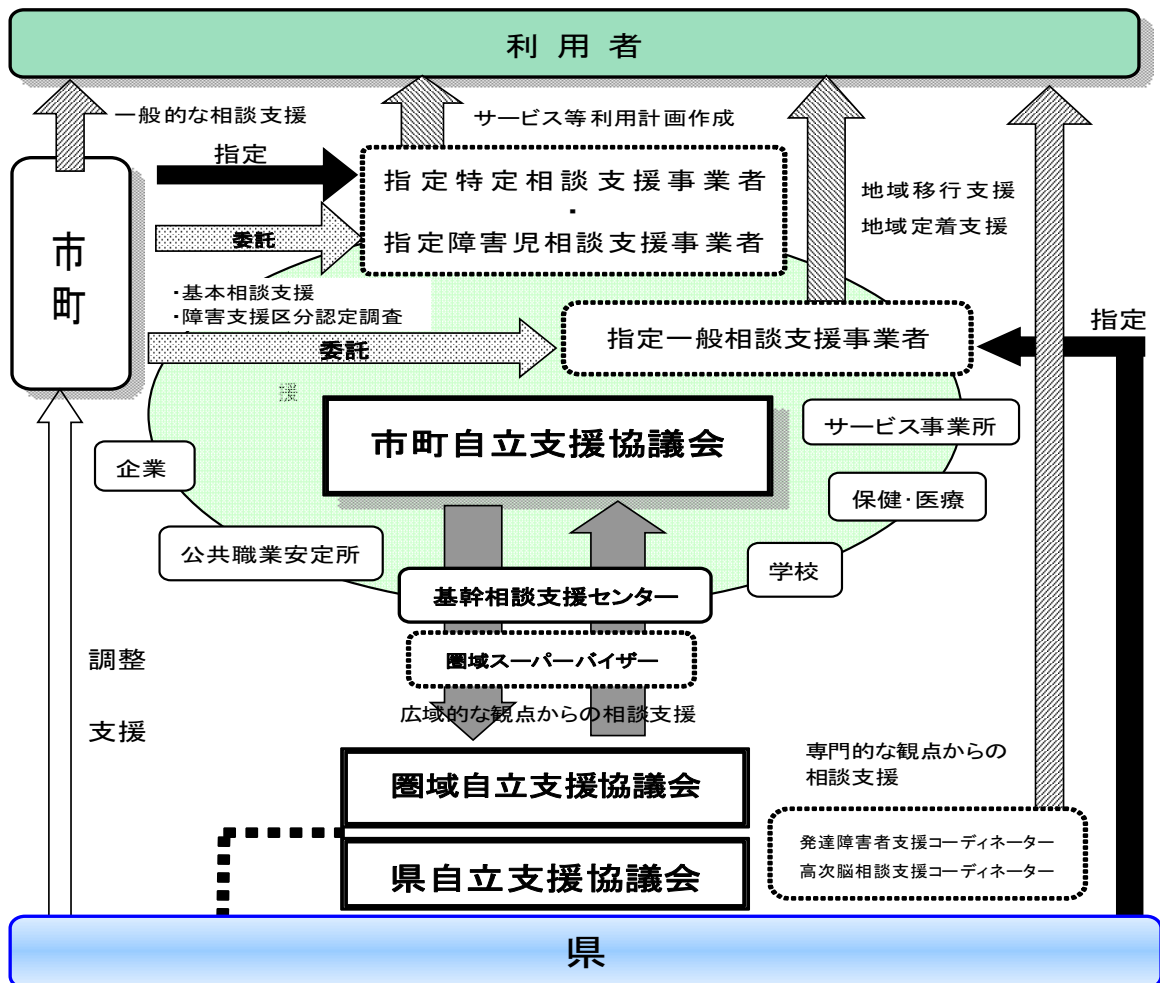 利用者
一般的な相談支援
サービス等利用計画作成
指定
指定特定相談支援事業者
・
指定障害児相談支援事業者
地域移行支援
地域定着支援
市町
委託
・基本相談支援
・障害支援区分認定調査
委託
指定一般相談支援事業者
指定
援
市町自立支援協議会
サービス事業所
企業
保健・医療
公共職業安定所
学校
基幹相談支援センター
圏域スーパーバイザー
広域的な観点からの相談支援
調整
支援
専門的な観点からの
相談支援
圏域自立支援協議会
発達障害者支援コーディネーター
高次脳相談支援コーディネーター
県自立支援協議会
県